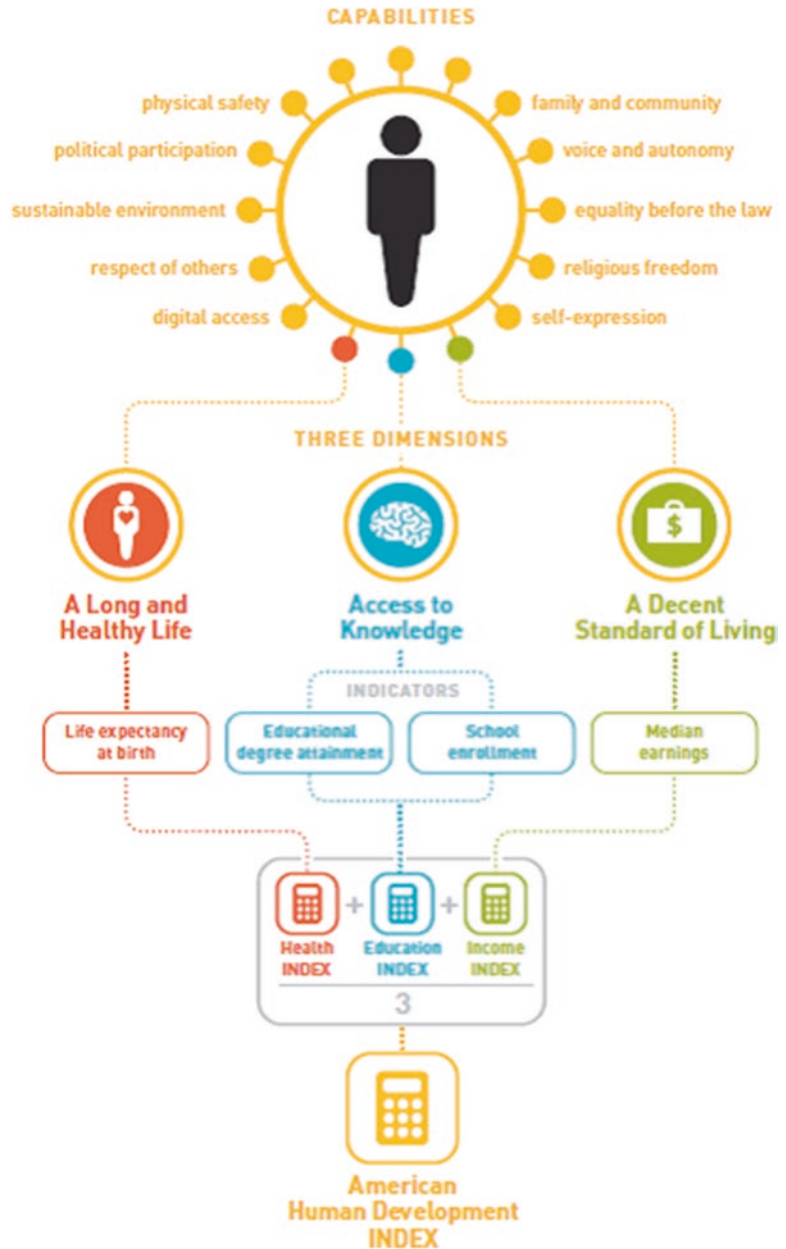 CAPABILITIES
physical safety
family and community
political participation
voice and autonomy
sustainable environment
equality before the law
respect of others
religious freedom
digital access
self-expression
THREE DIMENSIONS
$
A Long and
Healthy Life
Access to
Knowledge
A Decent
Standard of Living
INDICATORS
Life expectancy
at birth
Educational
degree attainment
School
enrollment
Median
earnings
+ +
Health
INDEX
Education
INDEX
Income
INDEX
3
American
Human Development
INDEX